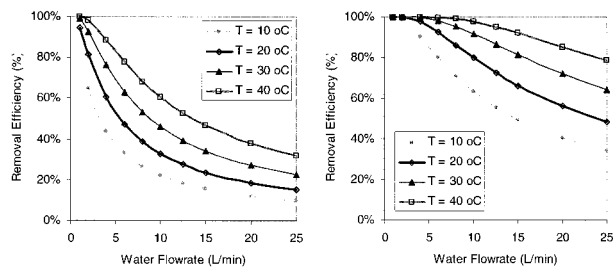 Removal Efficiency (%)
100%
80%
60%
40%
20%
0%
T = 10 oC
T = 20 oC
T = 30 oC
T = 40 oC
0 5 10 15 20 25
Water Flowrate (L/min)
Removal Efficiency (%)
100%
80%
60%
40%
20%
0%
T = 10 oC
T = 20 oC
T = 30 oC
T = 40 oC
0 5 10 15 20 25
Water Flowrate (L/min)